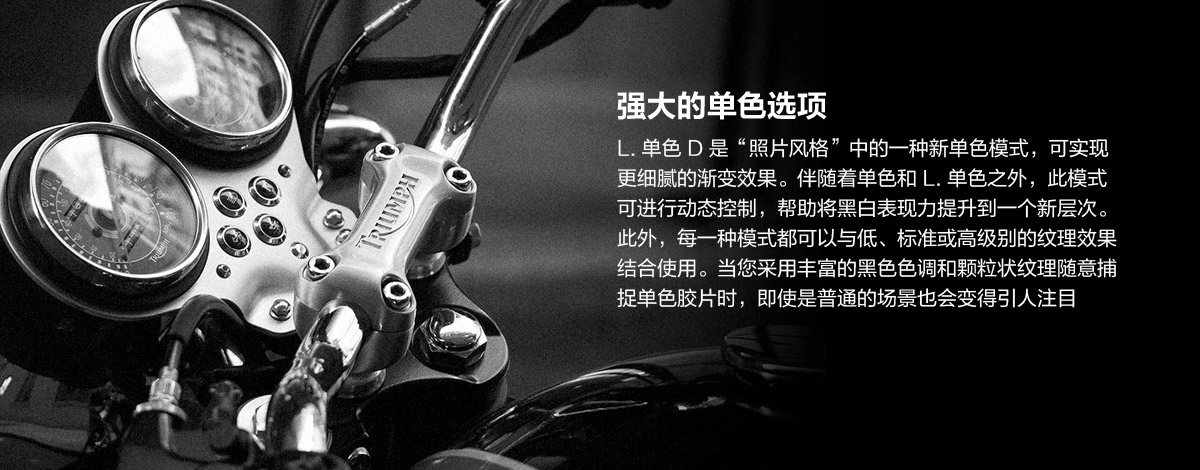 强大的单色选项
L. 单色 D 是“照片风格”中的一种新单色模式，可实现
更细腻的渐变效果。伴随着单色和 L. 单色之外，此模式
可进行动态控制，帮助将黑白表现力提升到一个新层次。
此外，每一种模式都可以与低、标准或高级别的纹理效果
结合使用。当您采用丰富的黑色色调和颗粒状纹理随意捕
捉单色胶片时，即使是普通的场景也会变得引人注目
TRIUMPH